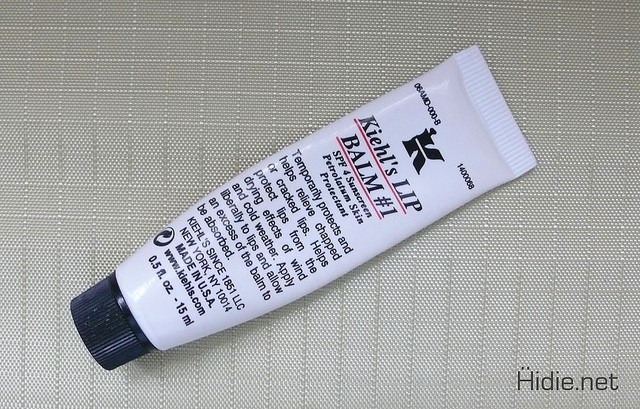 06AMD-000-B
1400068
Kiehl's LIP
BALM #1
SPF 4 Sunscreen
Petrolatum Skin
Protectant
Temporarily protects and
helps relieve chapped
or cracked lips. Helps
protect lips from the
drying effects of wind
and cold weather. Apply
liberally to lips and allow
an excess of the balm to
be absorbed.
KIEHL'S SINCE 1851 LLC
NEW YORK, NY 10014
MADE IN U.S.A.
www.kiehls.com
0.5 fl. oz. - 15 ml
Hidie.net